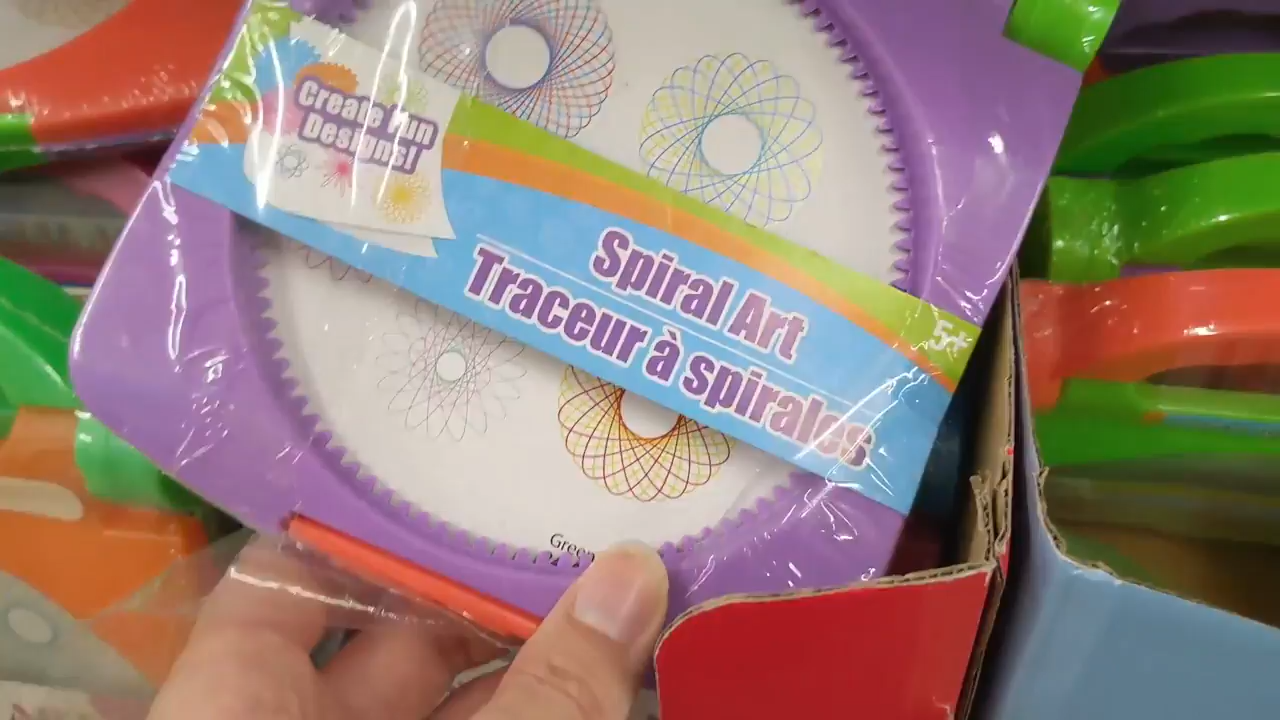 Create Fun
Designs!
Spiral Art
Traceur à spirales
5+
Green